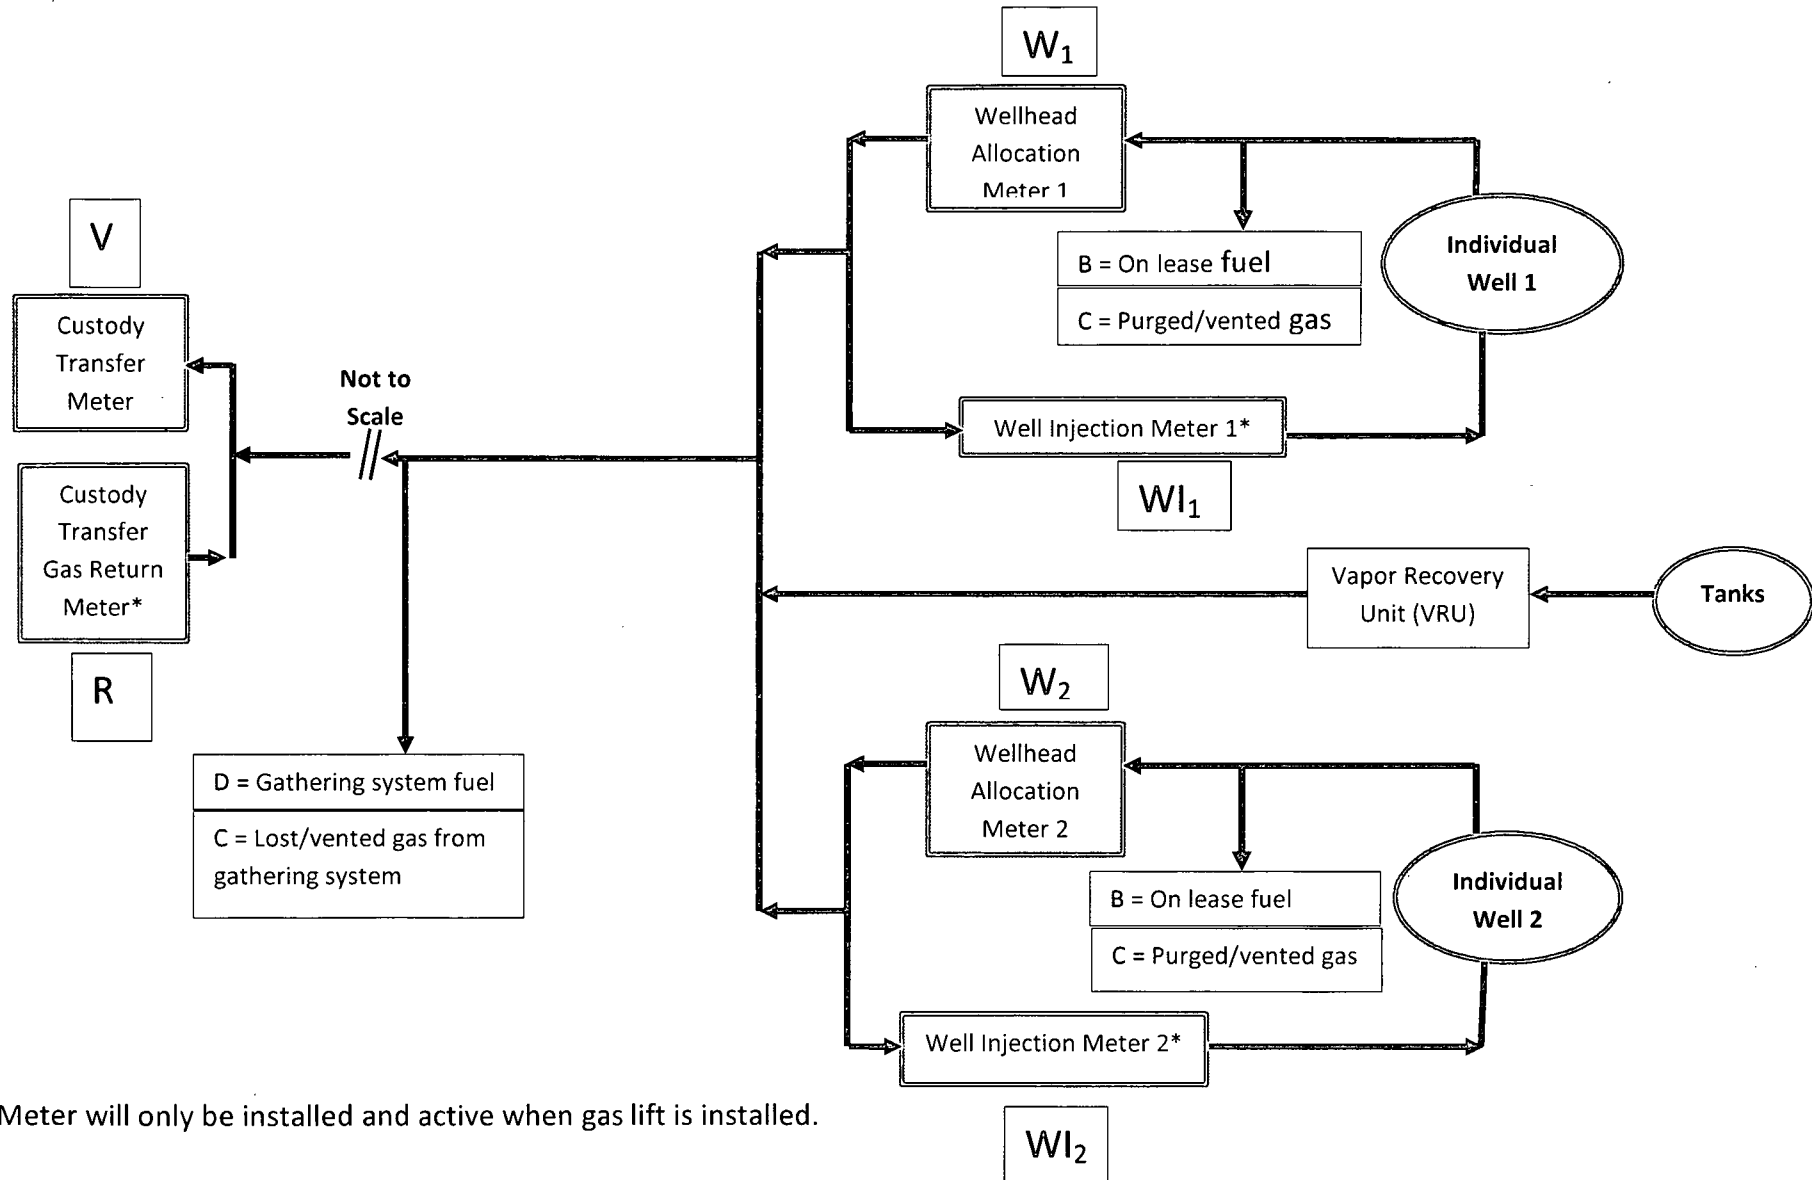 W₁
Wellhead
Allocation
Meter 1
B = On lease fuel
C = Purged/vented gas
Individual
Well 1
Well Injection Meter 1*
WI₁
V
Custody
Transfer
Meter
Not to
Scale
Custody
Transfer
Gas Return
Meter*
R
D = Gathering system fuel
C = Lost/vented gas from
gathering system
Vapor Recovery
Unit (VRU)
Tanks
W₂
Wellhead
Allocation
Meter 2
B = On lease fuel
C = Purged/vented gas
Individual
Well 2
Well Injection Meter 2*
WI₂
Meter will only be installed and active when gas lift is installed.